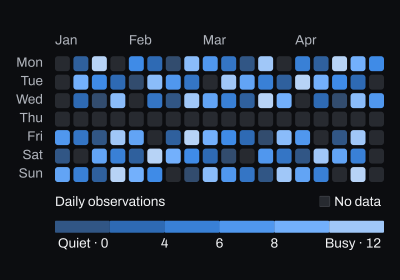 Jan Feb Mar Apr
Mon
Tue
Wed
Thu
Fri
Sat
Sun
Daily observations No data
Quiet · 0 4 6 8 Busy · 12